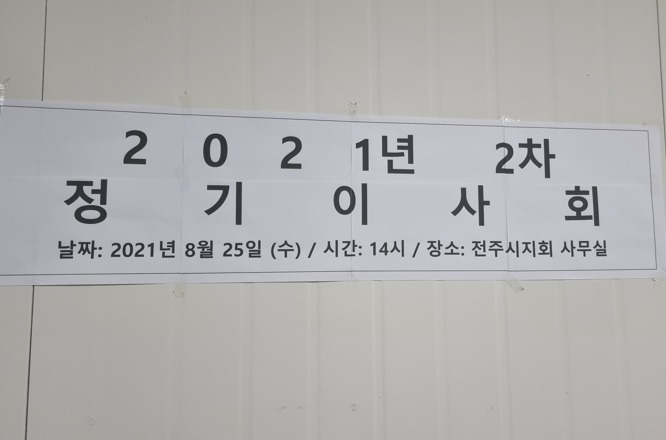 2021년 2차
정기이사회
날짜: 2021년 8월 25일 (수) / 시간: 14시 / 장소: 전주시지회 사무실